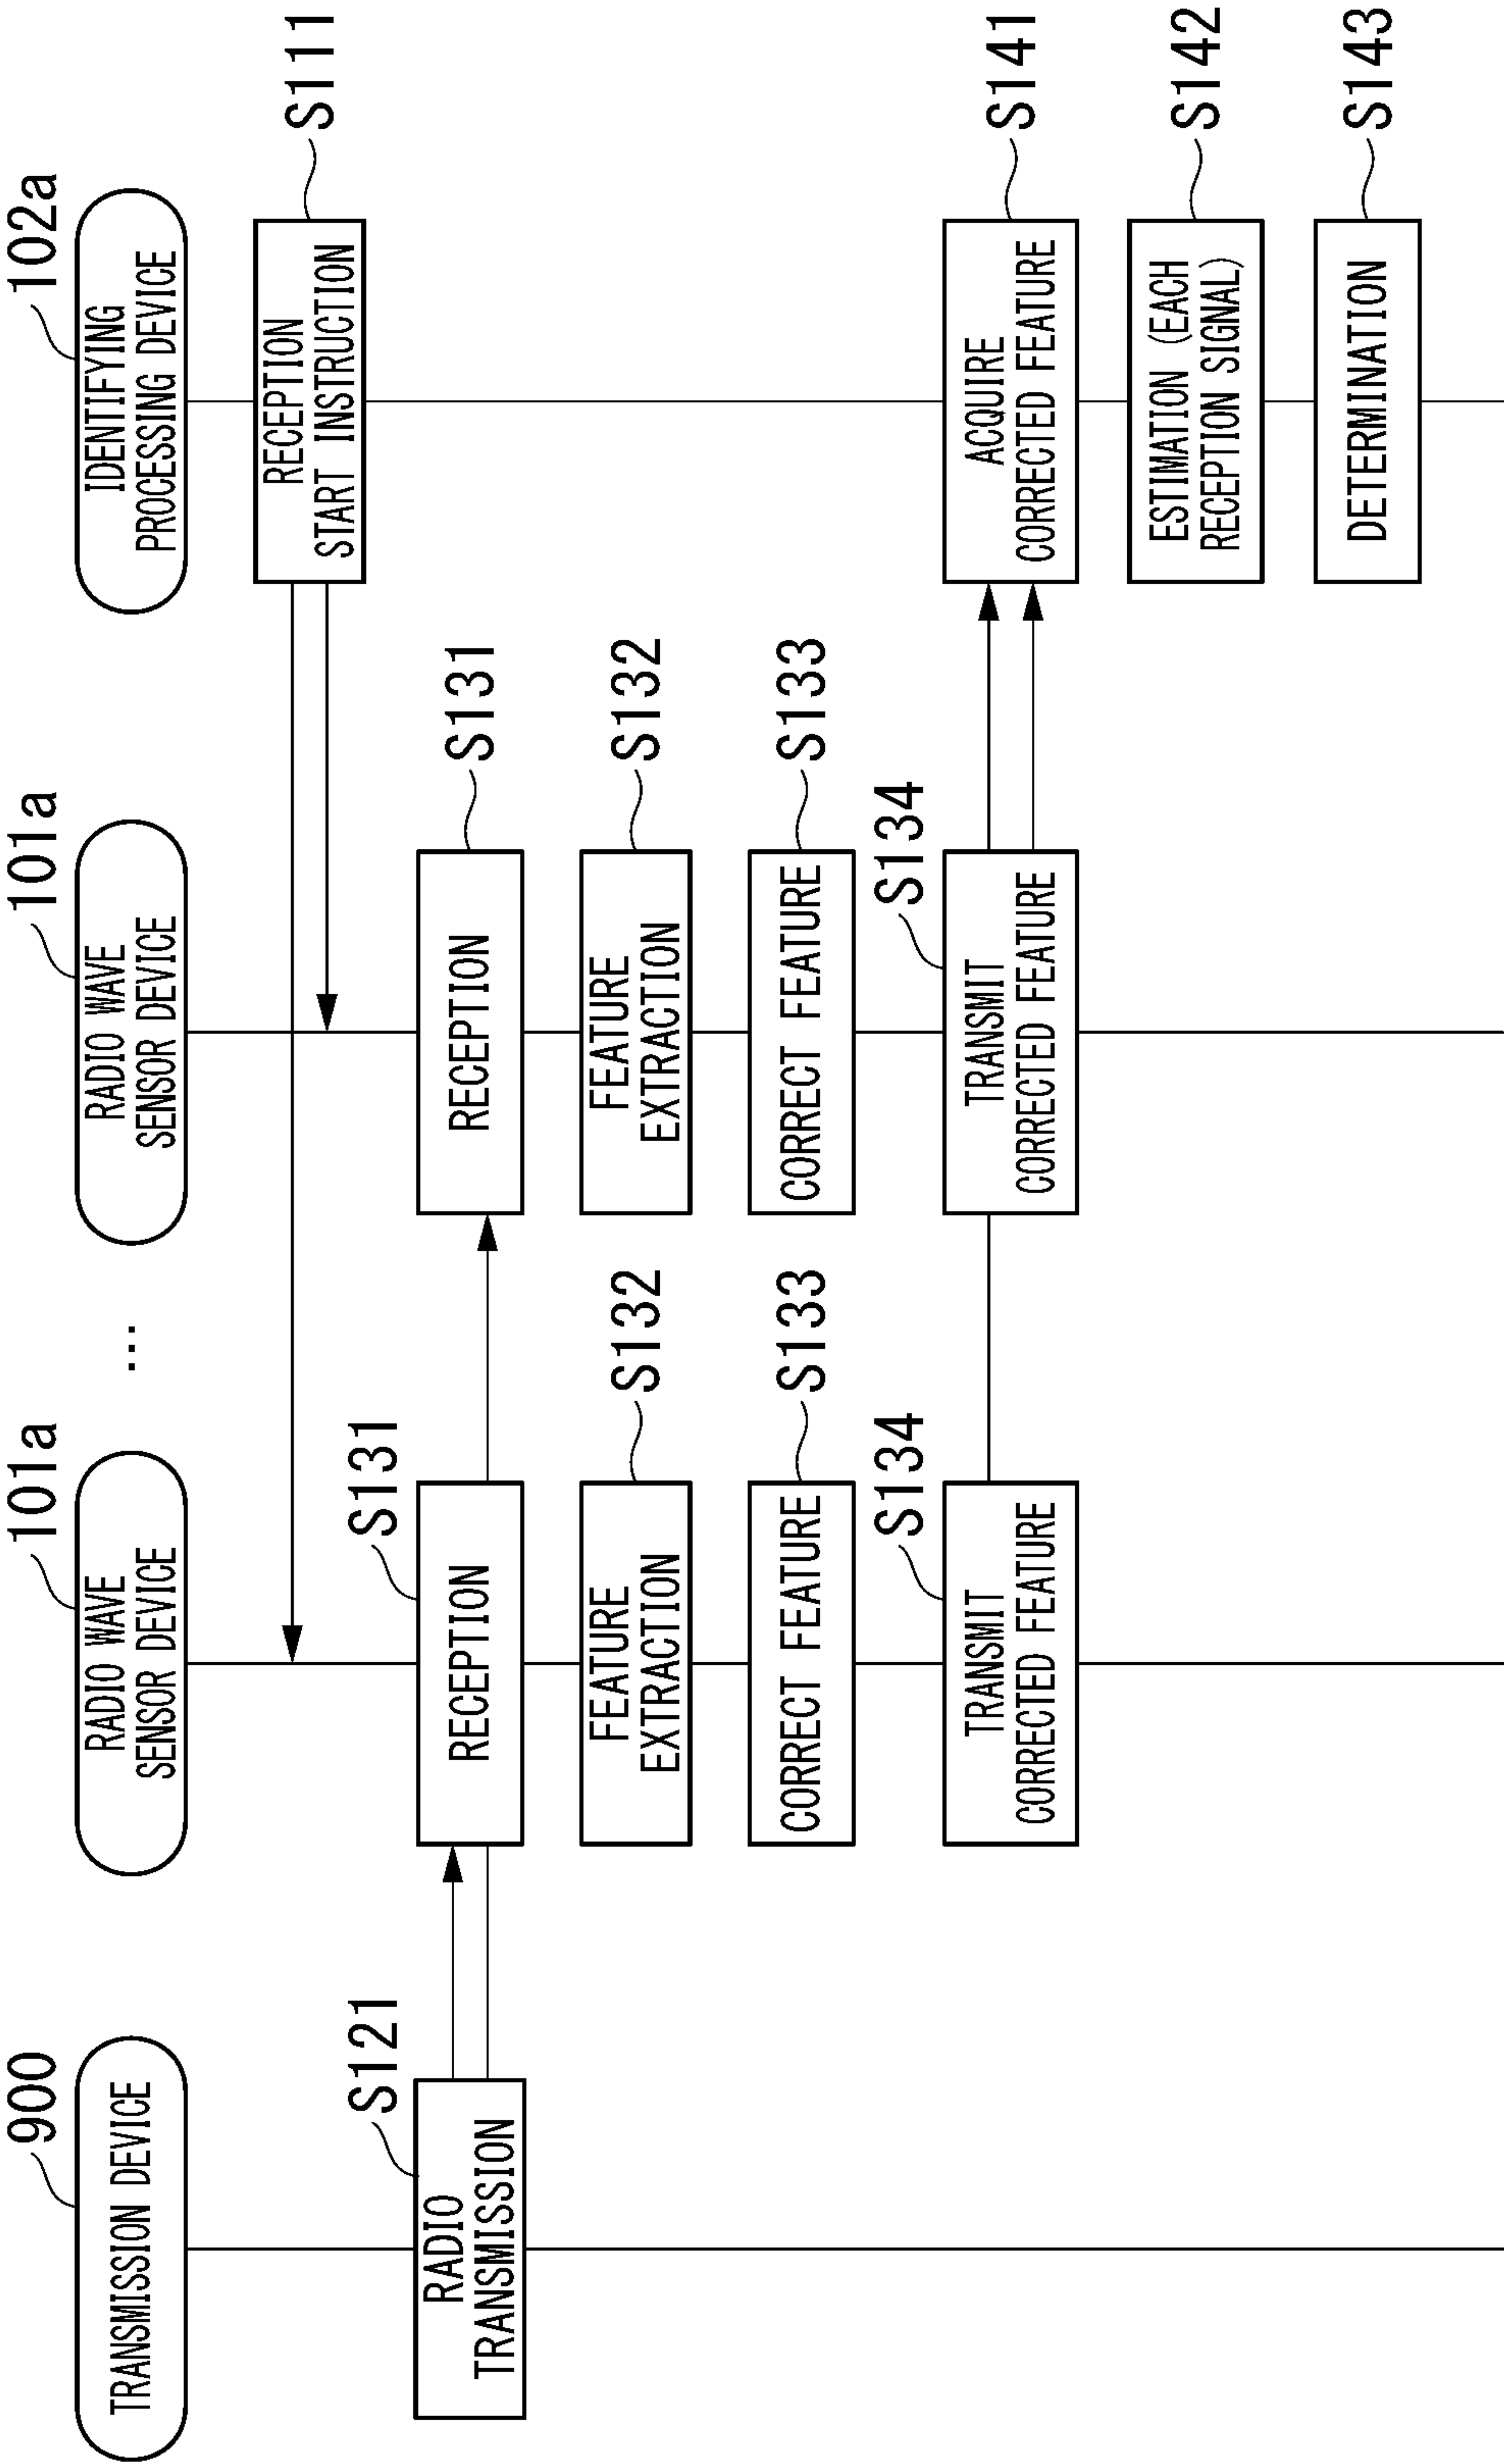 900
101a
101a
102a
TRANSMISSION DEVICE
RADIO WAVE
SENSOR DEVICE
...
RADIO WAVE
SENSOR DEVICE
IDENTIFYING
PROCESSING DEVICE
RECEPTION
START INSTRUCTION
S111
S121
RADIO
TRANSMISSION
S131
RECEPTION
RECEPTION
S131
FEATURE
EXTRACTION
S132
FEATURE
EXTRACTION
S132
CORRECT FEATURE
S133
CORRECT FEATURE
S133
S134
TRANSMIT
CORRECTED FEATURE
S134
TRANSMIT
CORRECTED FEATURE
ACQUIRE
CORRECTED FEATURE
S141
ESTIMATION (EACH
RECEPTION SIGNAL)
S142
DETERMINATION
S143